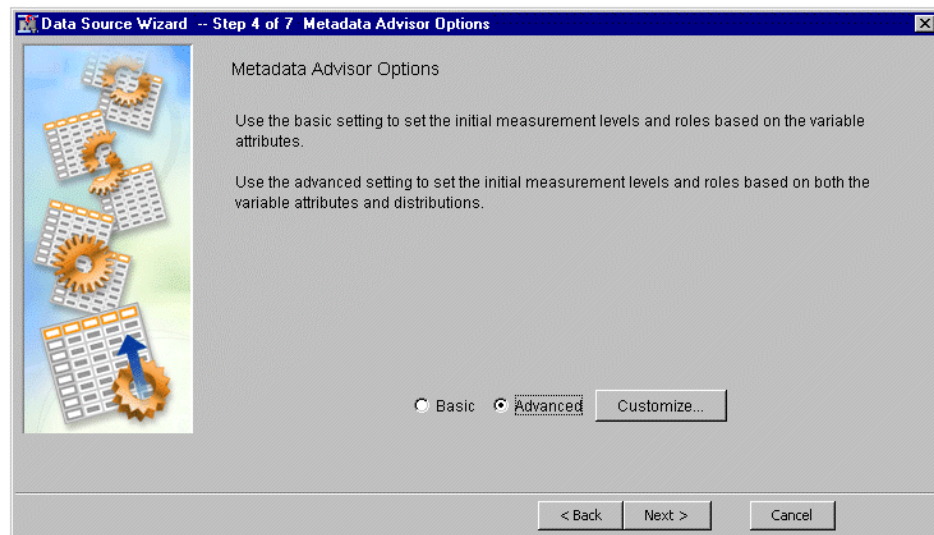 Data Source Wizard -- Step 4 of 7 Metadata Advisor Options
Metadata Advisor Options
Use the basic setting to set the initial measurement levels and roles based on the variable
attributes.
Use the advanced setting to set the initial measurement levels and roles based on both the
variable attributes and distributions.
Basic Advanced Customize...
< Back Next > Cancel